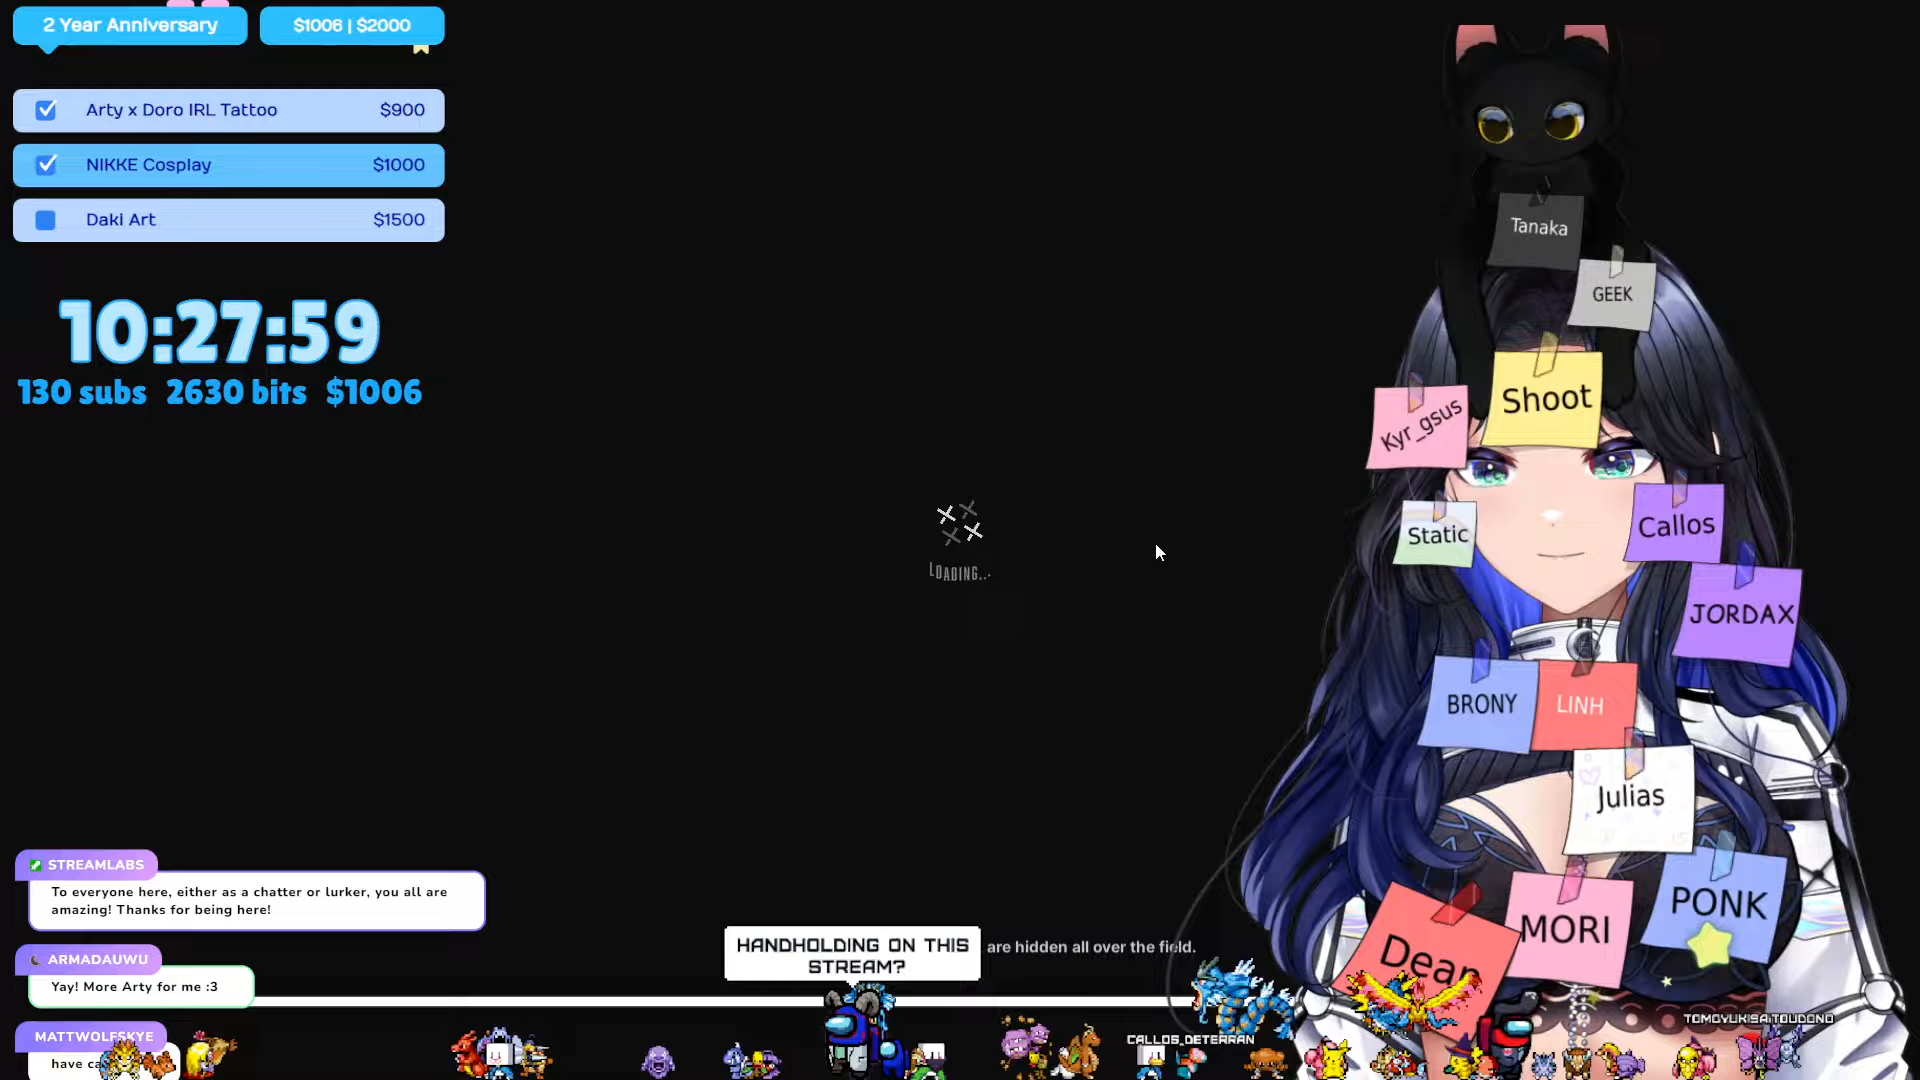 2 Year Anniversary
$1006 | $2000
Arty x Doro IRL Tattoo $900
NIKKE Cosplay $1000
Daki Art $1500
10:27:59
130 subs 2630 bits $1006
Tanaka
GEEK
Shoot
Kyr_gsus
Static
Callos
JORDAX
BRONY
LINH
Julias
PONK
MORI
Dean
LOADING...
STREAMLABS
To everyone here, either as a chatter or lurker, you all are
amazing! Thanks for being here!
ARMADAUWU
Yay! More Arty for me :3
MATTWOLFSKYE
have
HANDHOLDING ON THIS
STREAM?
are hidden all over the field.
CALLOS_DETERRAN
TOMOYUKISAITOUDONO